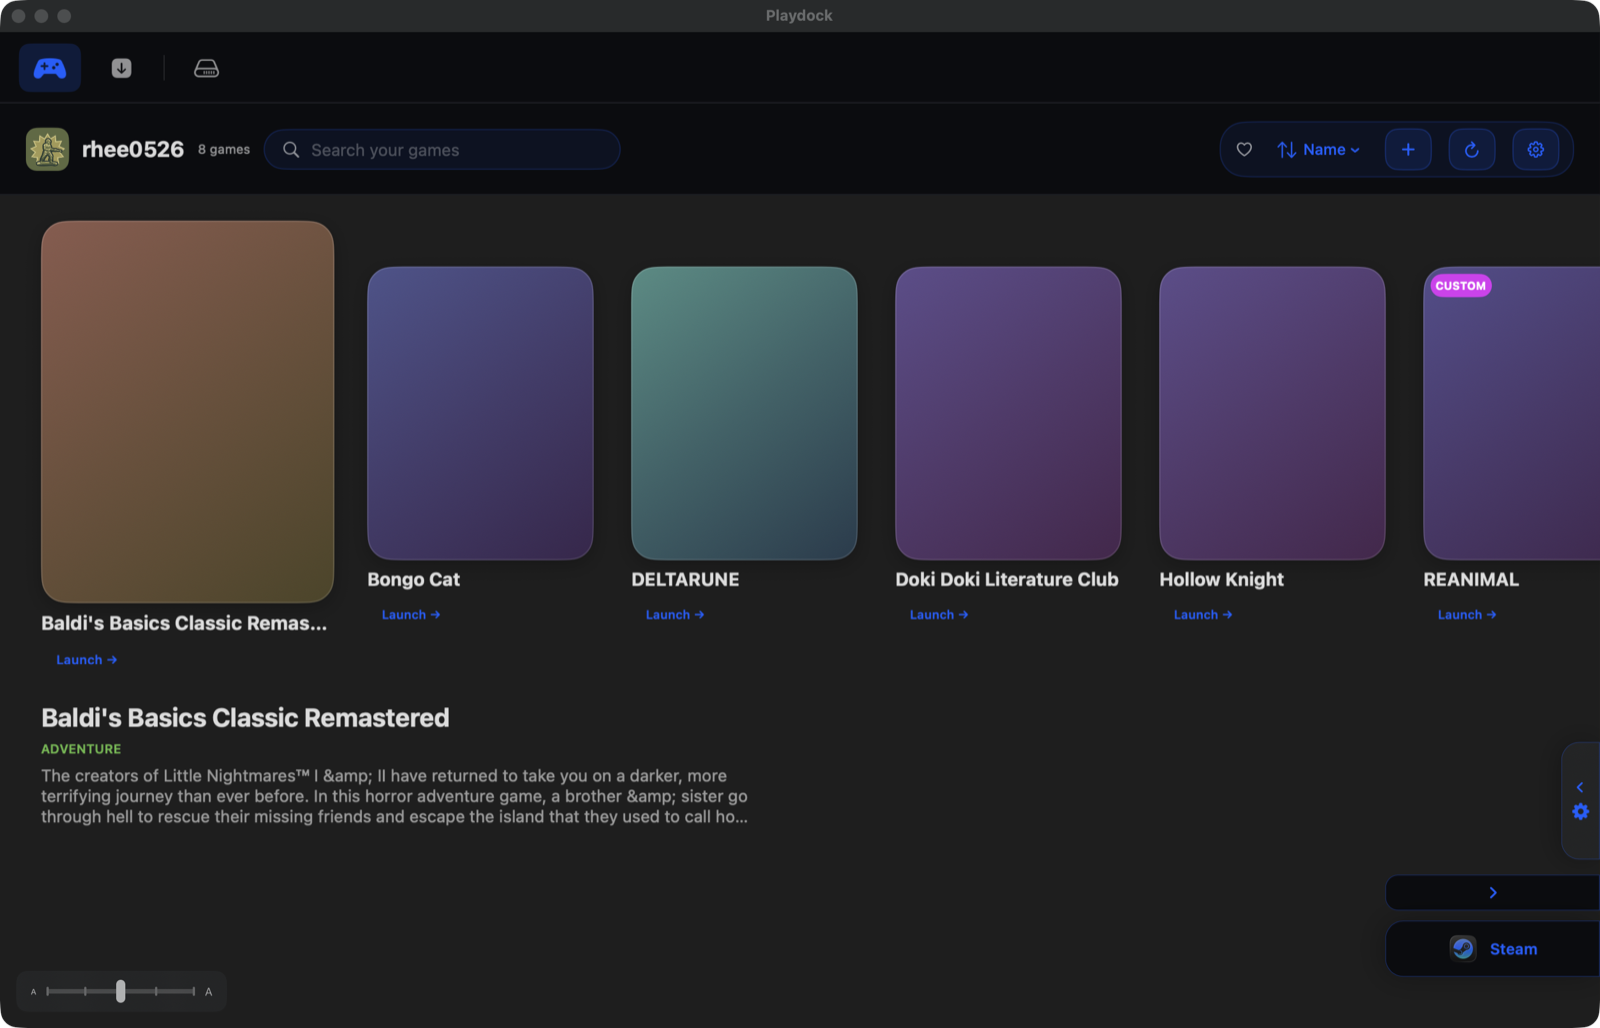 Playdock
rhee0526
8 games
Search your games
Name
CUSTOM
Baldi's Basics Classic Remas...
Launch →
Bongo Cat
Launch →
DELTARUNE
Launch →
Doki Doki Literature Club
Launch →
Hollow Knight
Launch →
REANIMAL
Launch →
Baldi's Basics Classic Remastered
ADVENTURE
The creators of Little Nightmares™ I &amp; II have returned to take you on a darker, more
terrifying journey than ever before. In this horror adventure game, a brother &amp; sister go
through hell to rescue their missing friends and escape the island that they used to call ho...
Steam
A
A